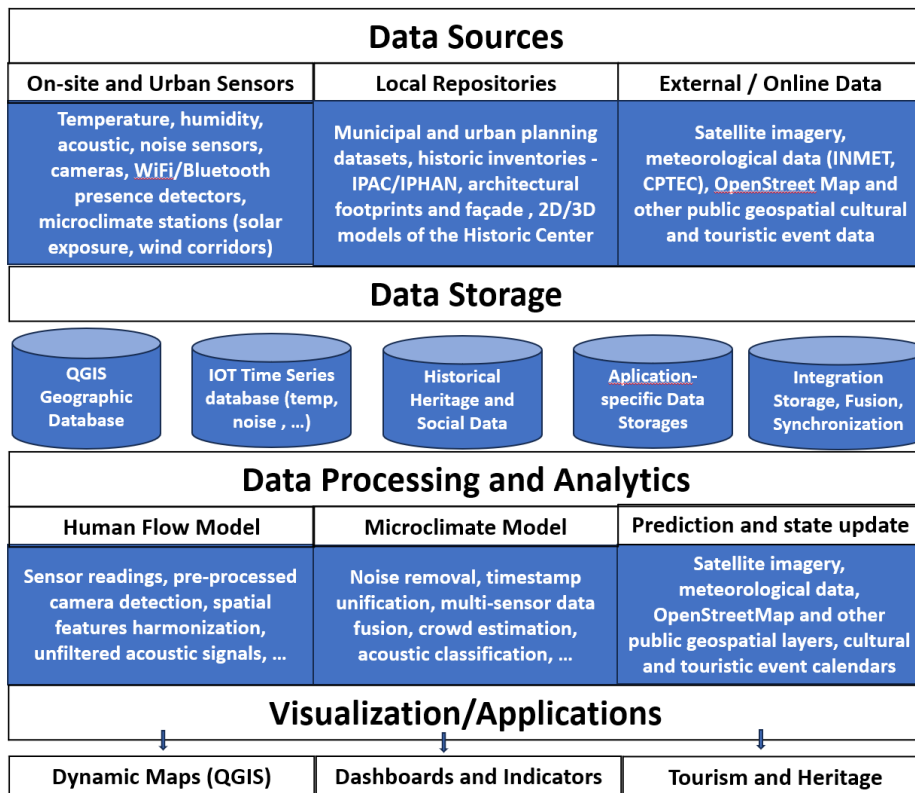 Data Sources
On-site and Urban Sensors
Temperature, humidity,
acoustic, noise sensors,
cameras, WiFi/Bluetooth
presence detectors,
microclimate stations (solar
exposure, wind corridors)
Local Repositories
Municipal and urban planning
datasets, historic inventories -
IPAC/IPHAN, architectural
footprints and façade , 2D/3D
models of the Historic Center
External / Online Data
Satellite imagery,
meteorological data (INMET,
CPTEC), OpenStreet Map and
other public geospatial cultural
and touristic event data
Data Storage
QGIS
Geographic
Database
IOT Time Series
database (temp,
noise , ...)
Historical
Heritage and
Social Data
Aplication-
specific Data
Storages
Integration
Storage, Fusion,
Synchronization
Data Processing and Analytics
Human Flow Model
Sensor readings, pre-processed
camera detection, spatial
features harmonization,
unfiltered acoustic signals, ...
Microclimate Model
Noise removal, timestamp
unification, multi-sensor data
fusion, crowd estimation,
acoustic classification, ...
Prediction and state update
Satellite imagery,
meteorological data,
OpenStreetMap and other
public geospatial layers, cultural
and touristic event calendars
Visualization/Applications
Dynamic Maps (QGIS)
Dashboards and Indicators
Tourism and Heritage